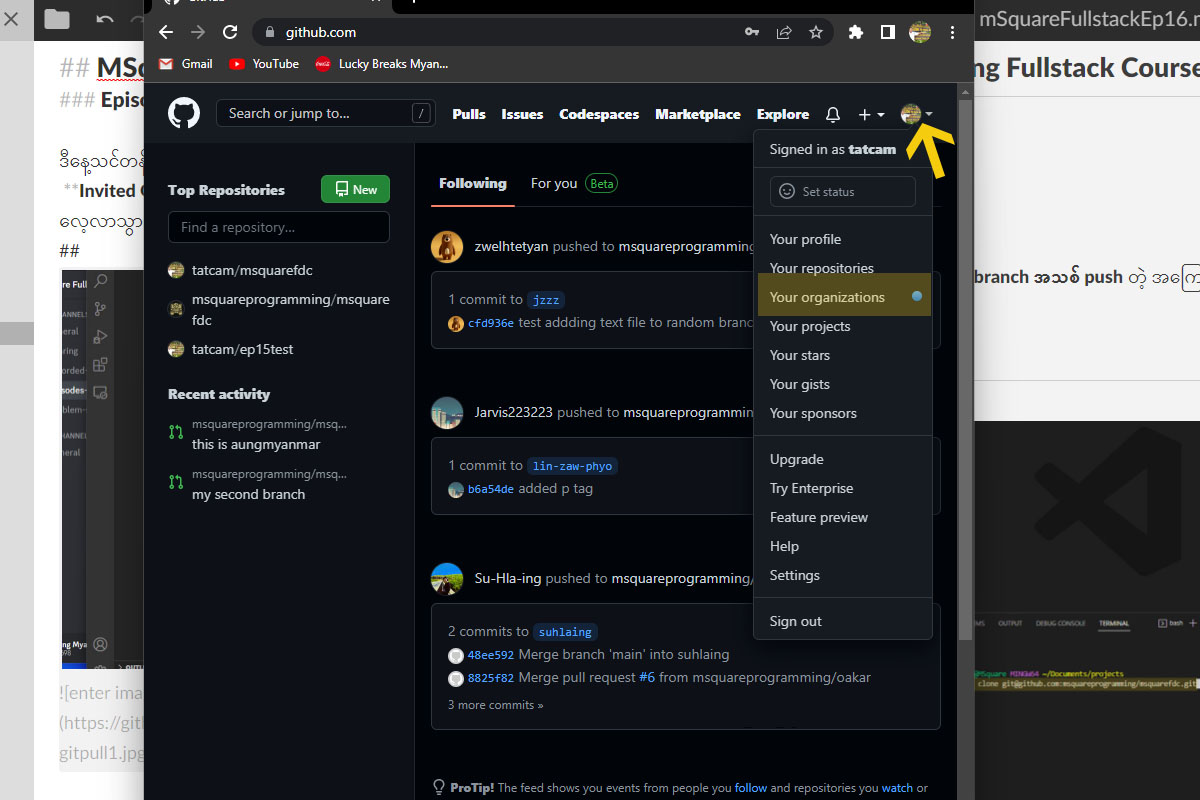 mSquareFullstackEp16.
github.com
Gmail
YouTube
Lucky Breaks Myan...
## MSq
ng Fullstack Course
### Episo
Search or jump to... /
Pulls
Issues
Codespaces
Marketplace
Explore
Signed in as tatcam
Set status
Your profile
Your repositories
Your organizations
Your projects
Your stars
Your gists
Your sponsors
Upgrade
Try Enterprise
Feature preview
Help
Settings
Sign out
Top Repositories
New
Find a repository...
tatcam/msquarefdc
msquareprogramming/msquare
fdc
tatcam/ep15test
Recent activity
msquareprogramming/msq...
this is aungmyanmar
msquareprogramming/msq...
my second branch
Following
For you Beta
zwelhtetyan pushed to msquareprogramming
1 commit to jzzz
cfd936e test addding text file to random branc
Jarvis223223 pushed to msquareprogrammin
1 commit to lin-zaw-phyo
b6a54de added p tag
Su-Hla-ing pushed to msquareprogramming/
2 commits to suhlaing
48ee592 Merge branch 'main' into suhlaing
8825f82 Merge pull request #6 from msquareprogramming/oakar
3 more commits »
ProTip! The feed shows you events from people you follow and repositories you watch or
ဒီနေ့သင်တန်
**Invited
လေ့လာသွာ
##
branch အသစ် push တဲ့ အကြေ
re Full
![enter ima
(https://gitl
gitpull1.jpg
OUTPUT
DEBUG CONSOLE
TERMINAL
bash
MSquare MINGW64 ~/Documents/projects
clone git@github.com:msquareprogramming/msquarefdc.git